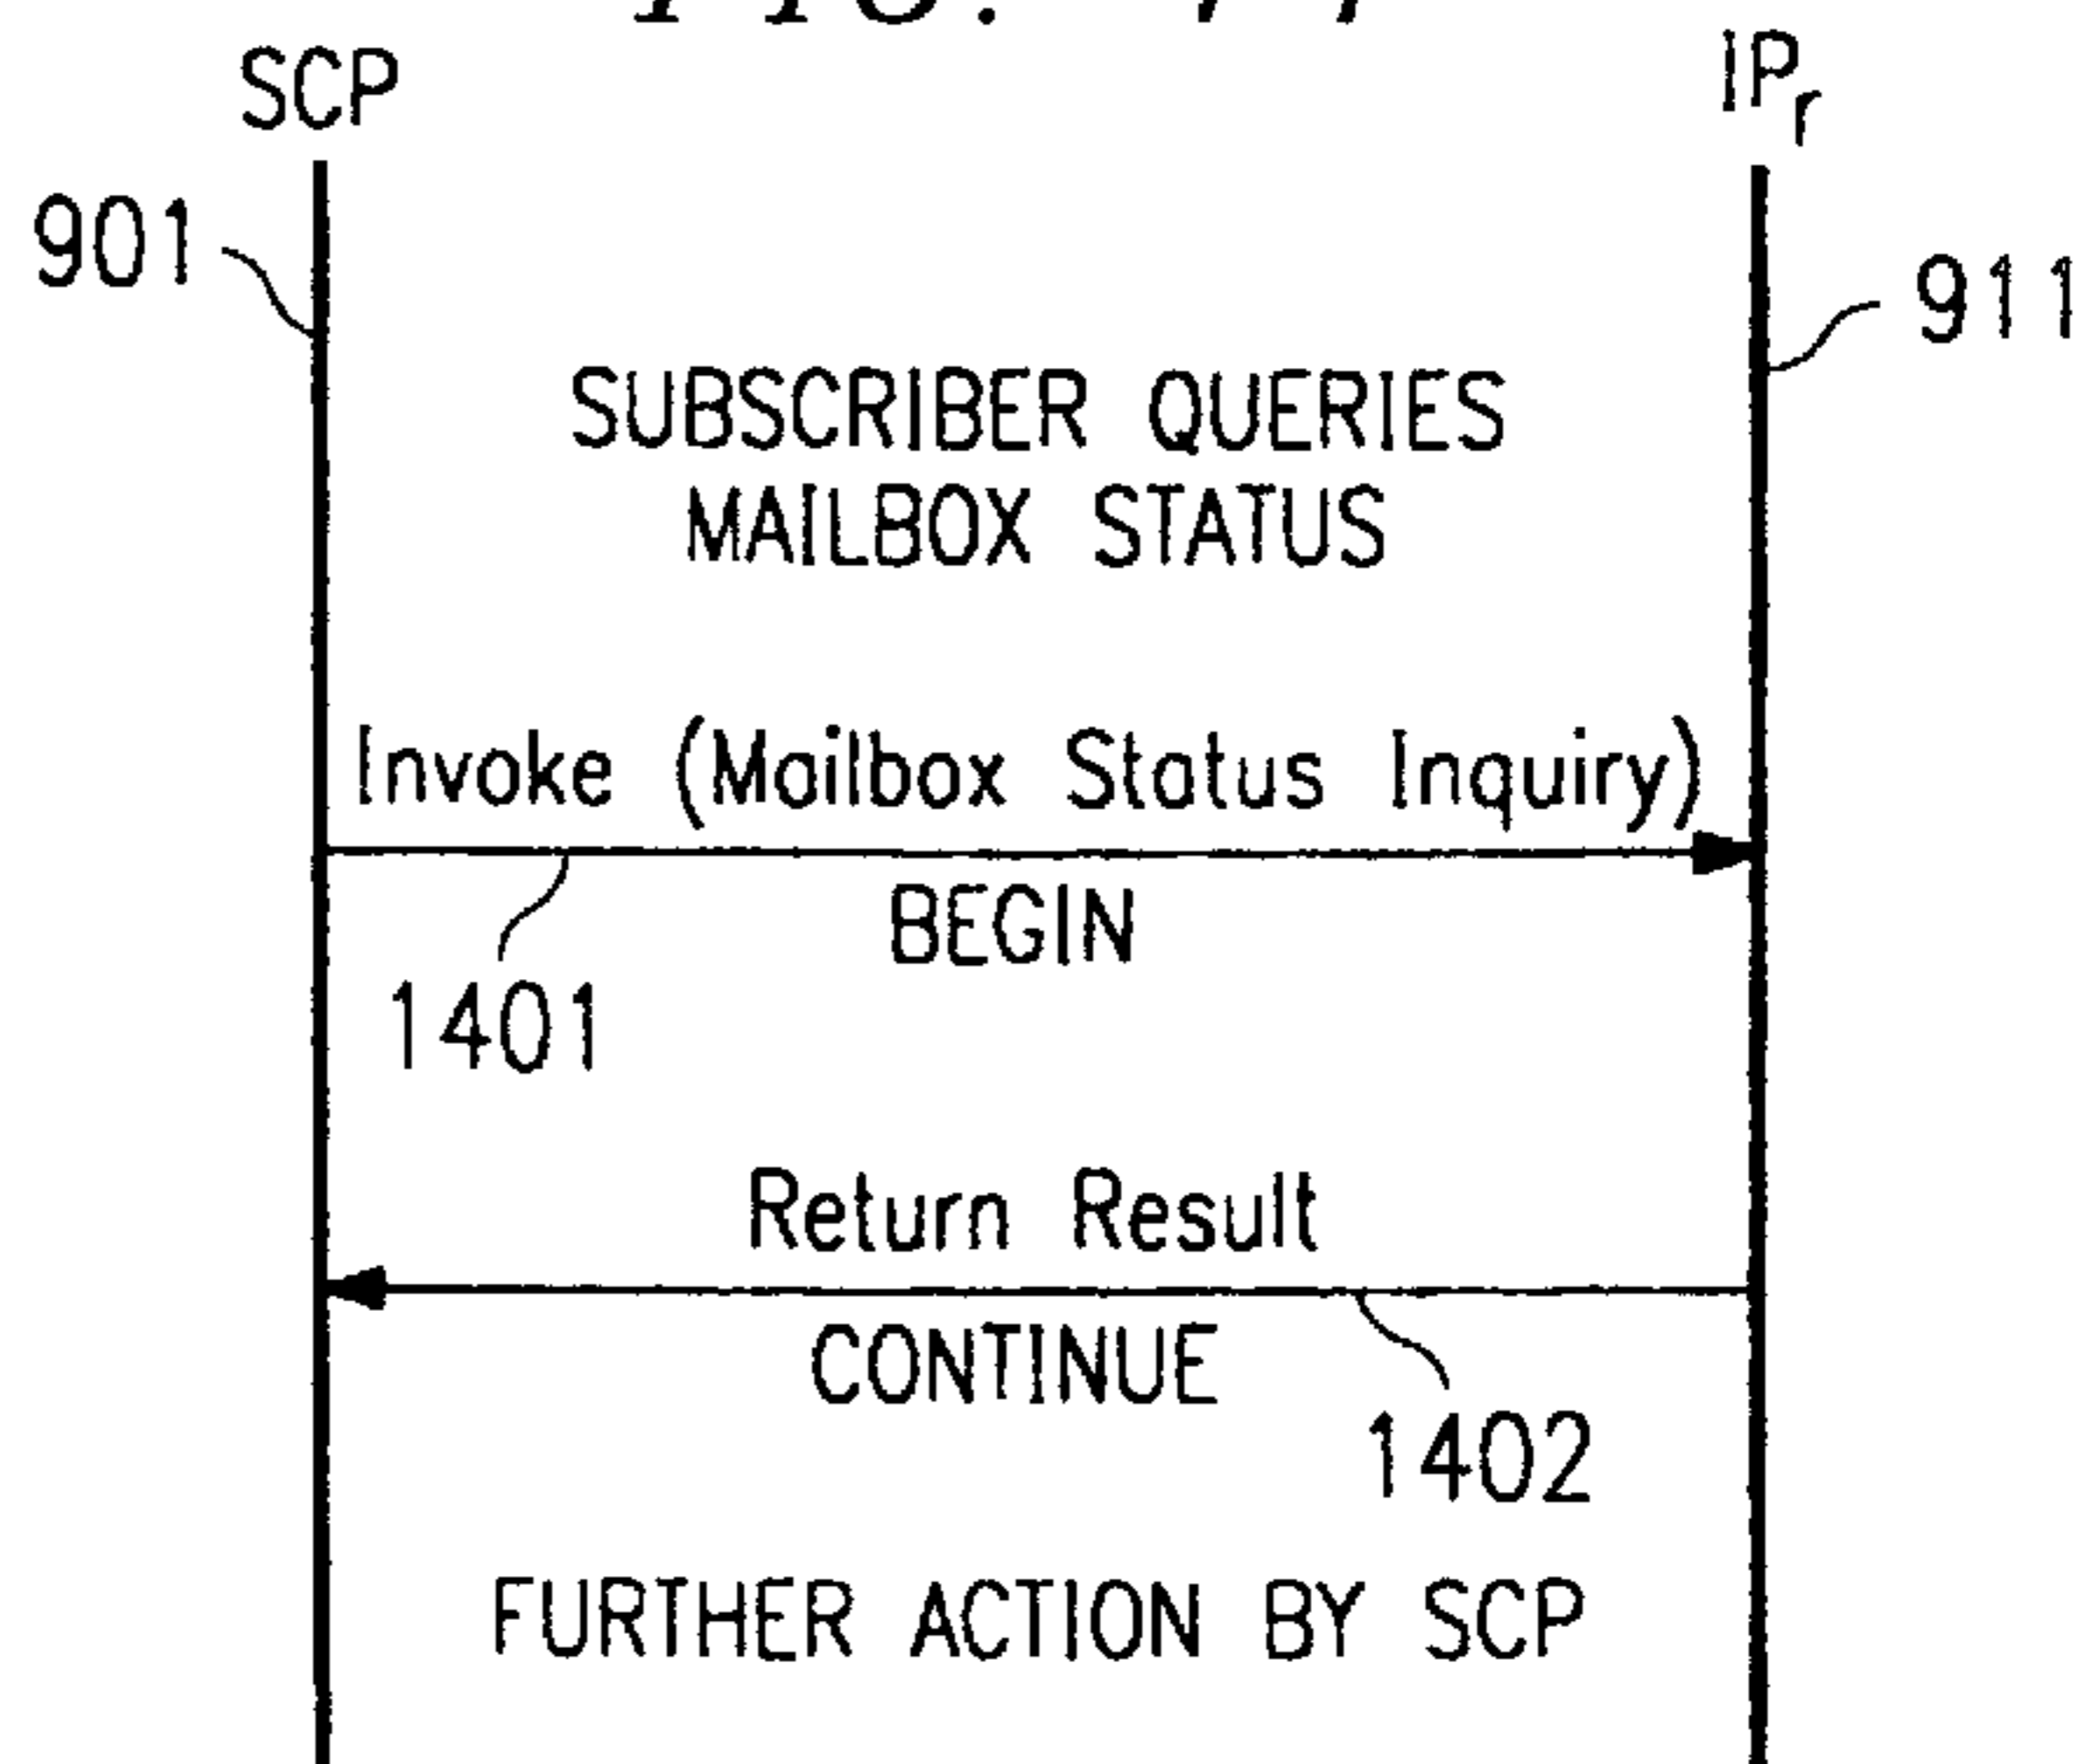 SCP
IPr
901
911
SUBSCRIBER QUERIES
MAILBOX STATUS
Invoke (Mailbox Status Inquiry)
BEGIN
1401
Return Result
CONTINUE
1402
FURTHER ACTION BY SCP